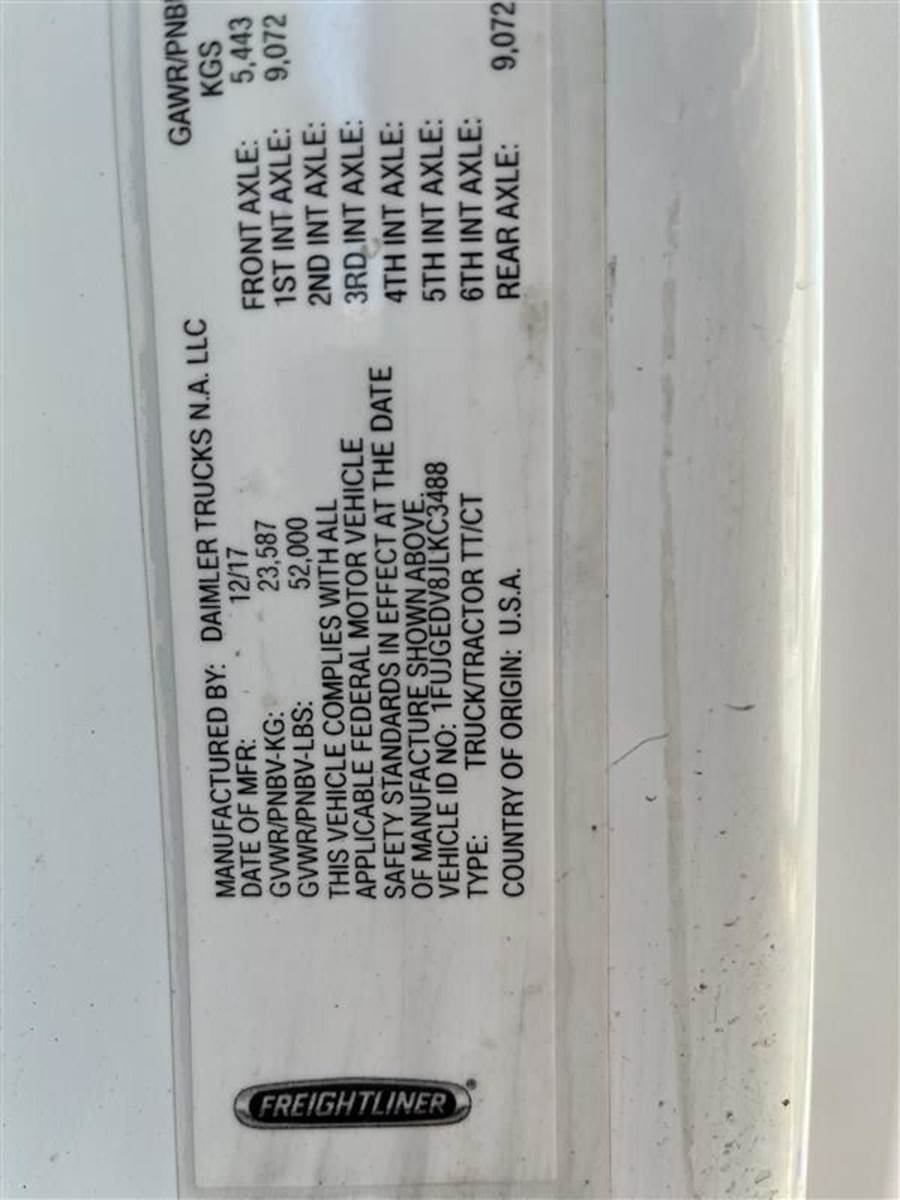 FREIGHTLINER®
MANUFACTURED BY: DAIMLER TRUCKS N.A. LLC
DATE OF MFR: 12/17
GVWR/PNBV-KG: 23,587
GVWR/PNBV-LBS: 52,000
THIS VEHICLE COMPLIES WITH ALL
APPLICABLE FEDERAL MOTOR VEHICLE
SAFETY STANDARDS IN EFFECT AT THE DATE
OF MANUFACTURE SHOWN ABOVE.
VEHICLE ID NO: 1FUJGEDV8JLKC3488
TYPE: TRUCK/TRACTOR TT/CT
COUNTRY OF ORIGIN: U.S.A.
GAWR/PNB
KGS
FRONT AXLE: 5,443
1ST INT AXLE: 9,072
2ND INT AXLE:
3RD INT AXLE:
4TH INT AXLE:
5TH INT AXLE:
6TH INT AXLE:
REAR AXLE: 9,072